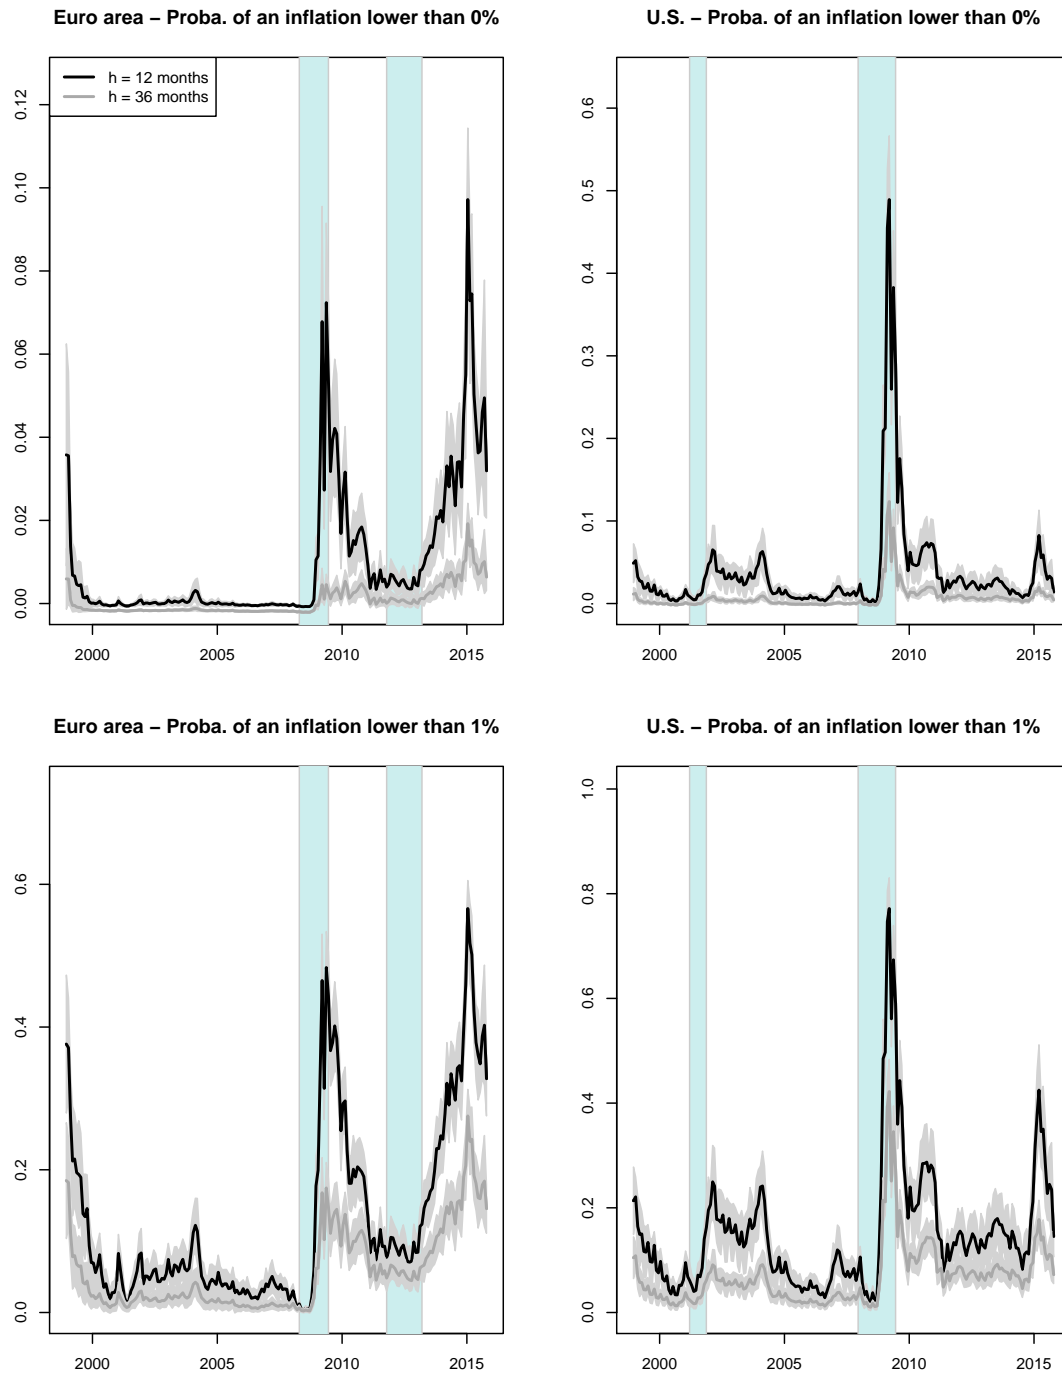 Euro area – Proba. of an inflation lower than 0%
h = 12 months
h = 36 months
0.12
0.10
0.08
0.06
0.04
0.02
0.00
2000 2005 2010 2015
U.S. – Proba. of an inflation lower than 0%
0.6
0.5
0.4
0.3
0.2
0.1
0.0
2000 2005 2010 2015
Euro area – Proba. of an inflation lower than 1%
0.6
0.4
0.2
0.0
2000 2005 2010 2015
U.S. – Proba. of an inflation lower than 1%
1.0
0.8
0.6
0.4
0.2
0.0
2000 2005 2010 2015